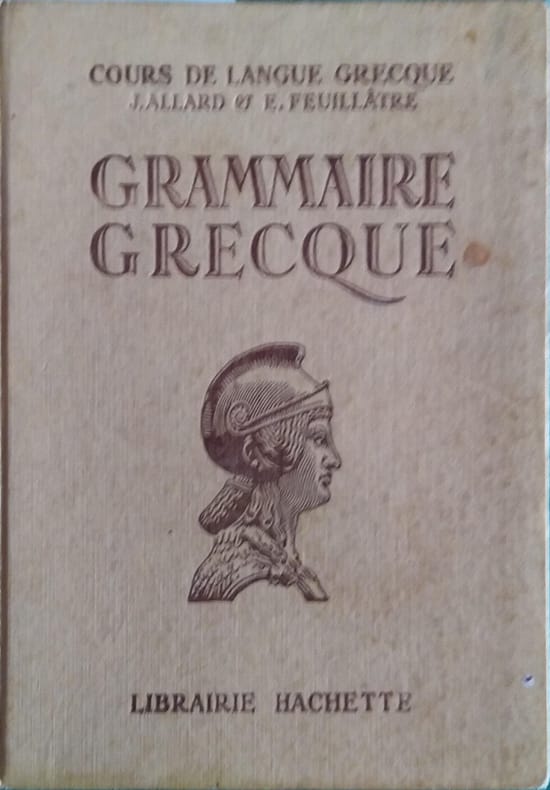 COURS DE LANGUE GRECQUE
J. ALLARD & E. FEUILLÂTRE
GRAMMAIRE
GRECQUE
LIBRAIRIE HACHETTE